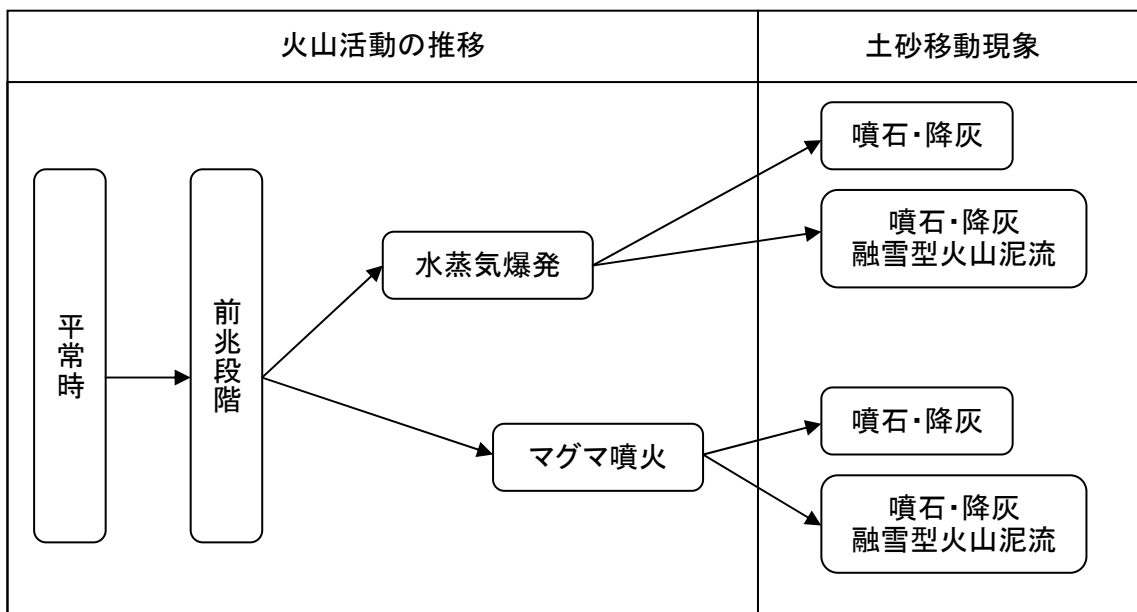 火山活動の推移
土砂移動現象
平常時
前兆段階
水蒸気爆発
マグマ噴火
噴石・降灰
噴石・降灰
融雪型火山泥流
噴石・降灰
噴石・降灰
融雪型火山泥流